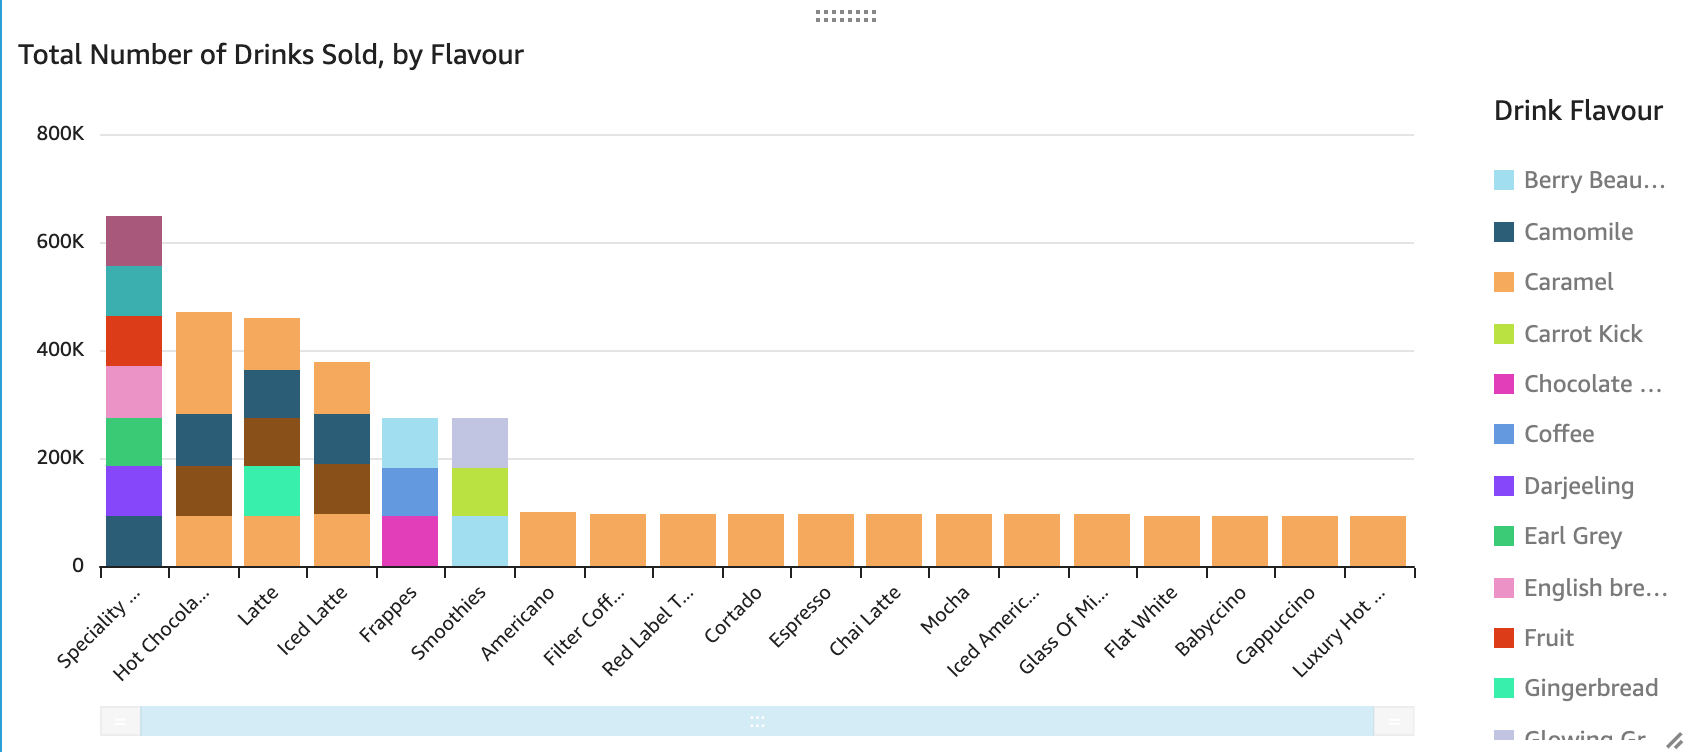 Total Number of Drinks Sold, by Flavour
800K
600K
400K
200K
0
Speciality ...
Hot Chocola...
Latte
Iced Latte
Frappes
Smoothies
Americano
Filter Coff...
Red Label T...
Cortado
Espresso
Chai Latte
Mocha
Iced Americ...
Glass Of Mi...
Flat White
Babyccino
Cappuccino
Luxury Hot ...
Drink Flavour
Berry Beau...
Camomile
Caramel
Carrot Kick
Chocolate ...
Coffee
Darjeeling
Earl Grey
English bre...
Fruit
Gingerbread
Glowing Gr...